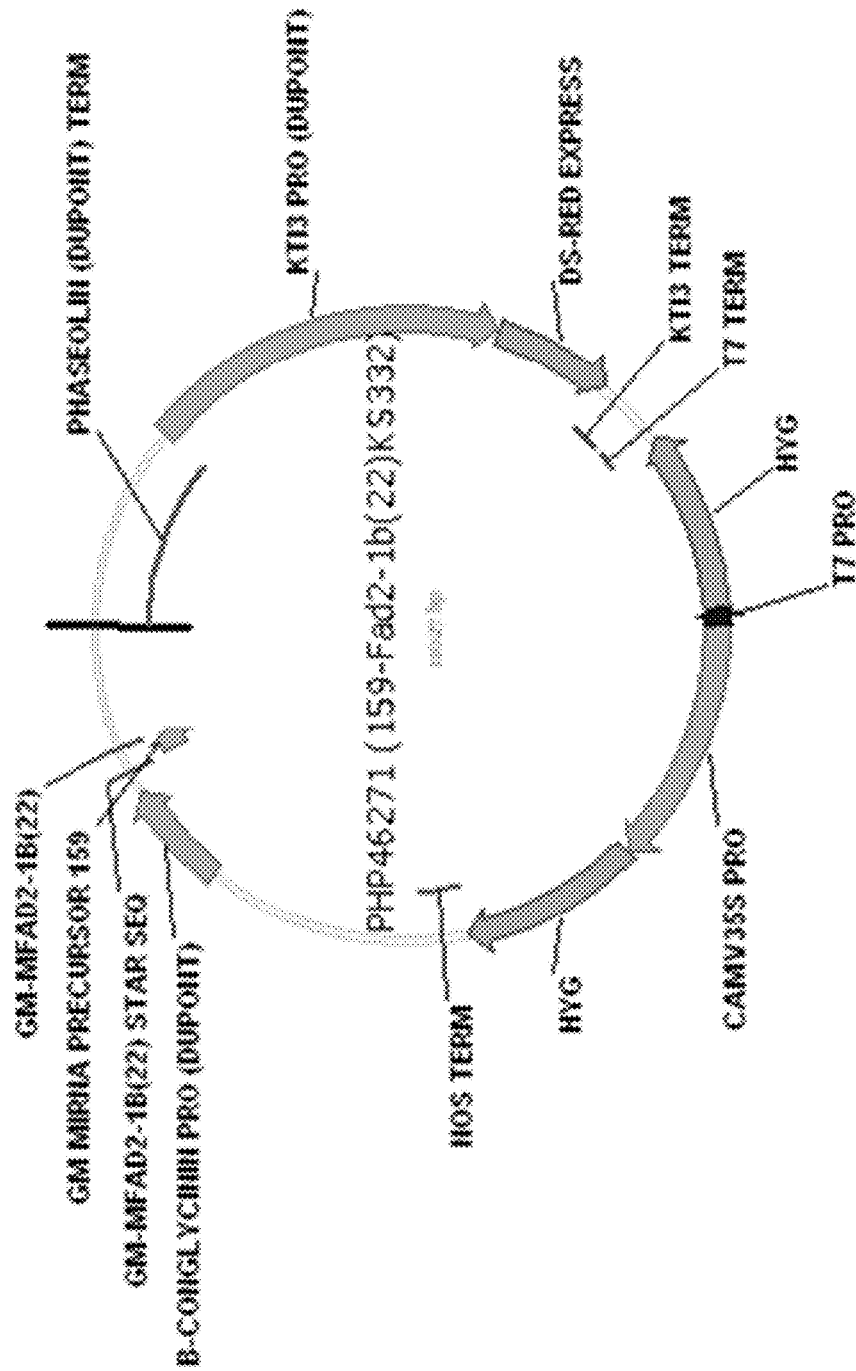 GM-MFAD2-1B(22)
GM MIRNA PRECURSOR 159
GM-MFAD2-1B(22) STAR SEQ
B-CONGLYCININ PRO (DUPONT)
PHASEOLIN (DUPONT) TERM
KTI3 PRO (DUPONT)
DS-RED EXPRESS
KTI3 TERM
T7 TERM
HYG
T7 PRO
CAMV35S PRO
HYG
NOS TERM
PHP46271 (159-Fad2-1b(22)KS332)
bp